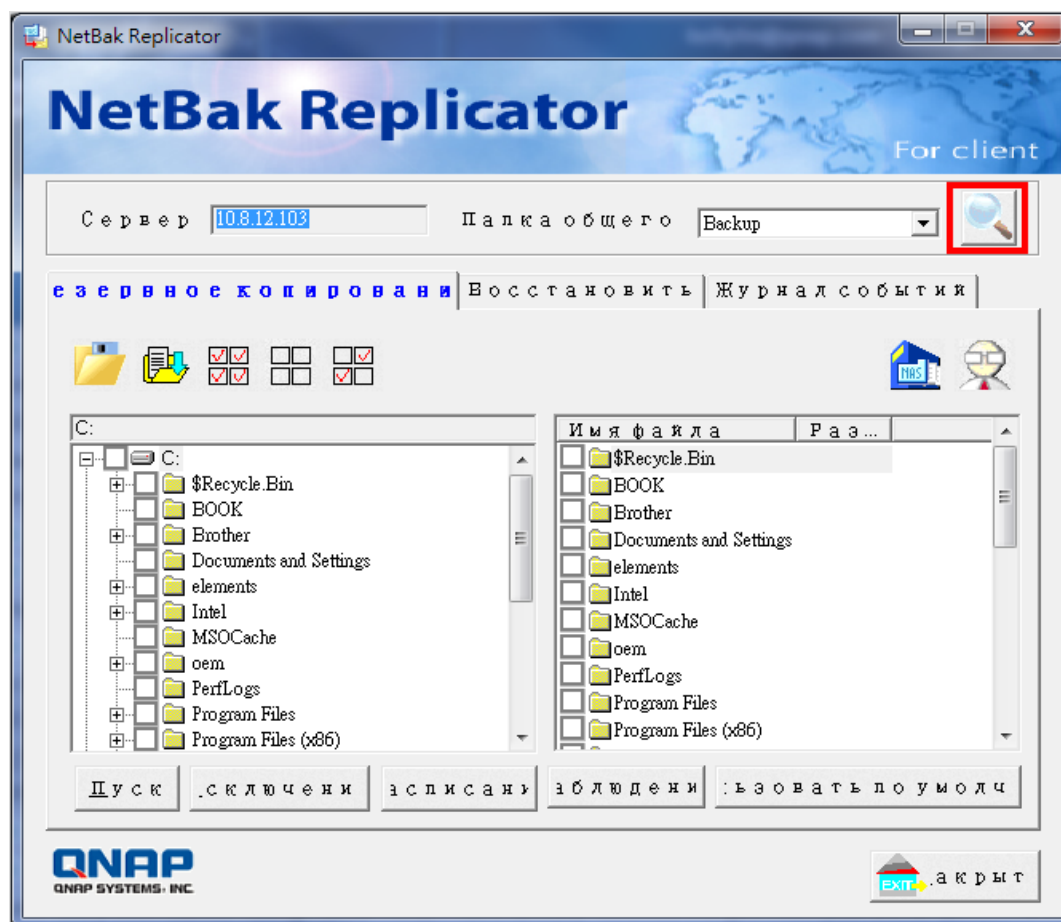 NetBak Replicator
NetBak Replicator
For client
Сервер 10.8.12.103 Папка общего Backup
езервное копировани Восстановить Журнал событий
NAS
C:
Имя файла Раз...
C:
$Recycle.Bin
BOOK
Brother
Documents and Settings
elements
Intel
MSOCache
oem
PerfLogs
Program Files
Program Files (x86)
$Recycle.Bin
BOOK
Brother
Documents and Settings
elements
Intel
MSOCache
oem
PerfLogs
Program Files
Program Files (x86)
Пуск сключени асписани аблюдени ьзовать по умолч
QNAP
QNAP SYSTEMS, INC.
EXIT акрыт